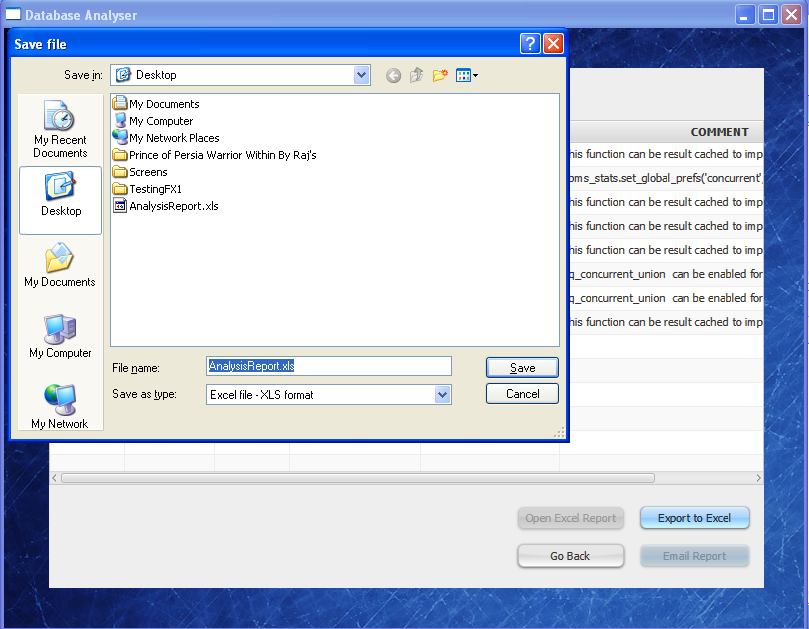 Database Analyser
Save file
Save in: Desktop
My Recent Documents
Desktop
My Documents
My Computer
My Network
My Documents
My Computer
My Network Places
Prince of Persia Warrior Within By Raj's
Screens
TestingFX1
AnalysisReport.xls
File name: AnalysisReport.xls
Save as type: Excel file - XLS format
Save
Cancel
COMMENT
his function can be result cached to imp
oms_stats.set_global_prefs('concurrent',
his function can be result cached to imp
his function can be result cached to imp
his function can be result cached to imp
q_concurrent_union can be enabled for
q_concurrent_union can be enabled for
his function can be result cached to imp
Open Excel Report
Export to Excel
Go Back
Email Report